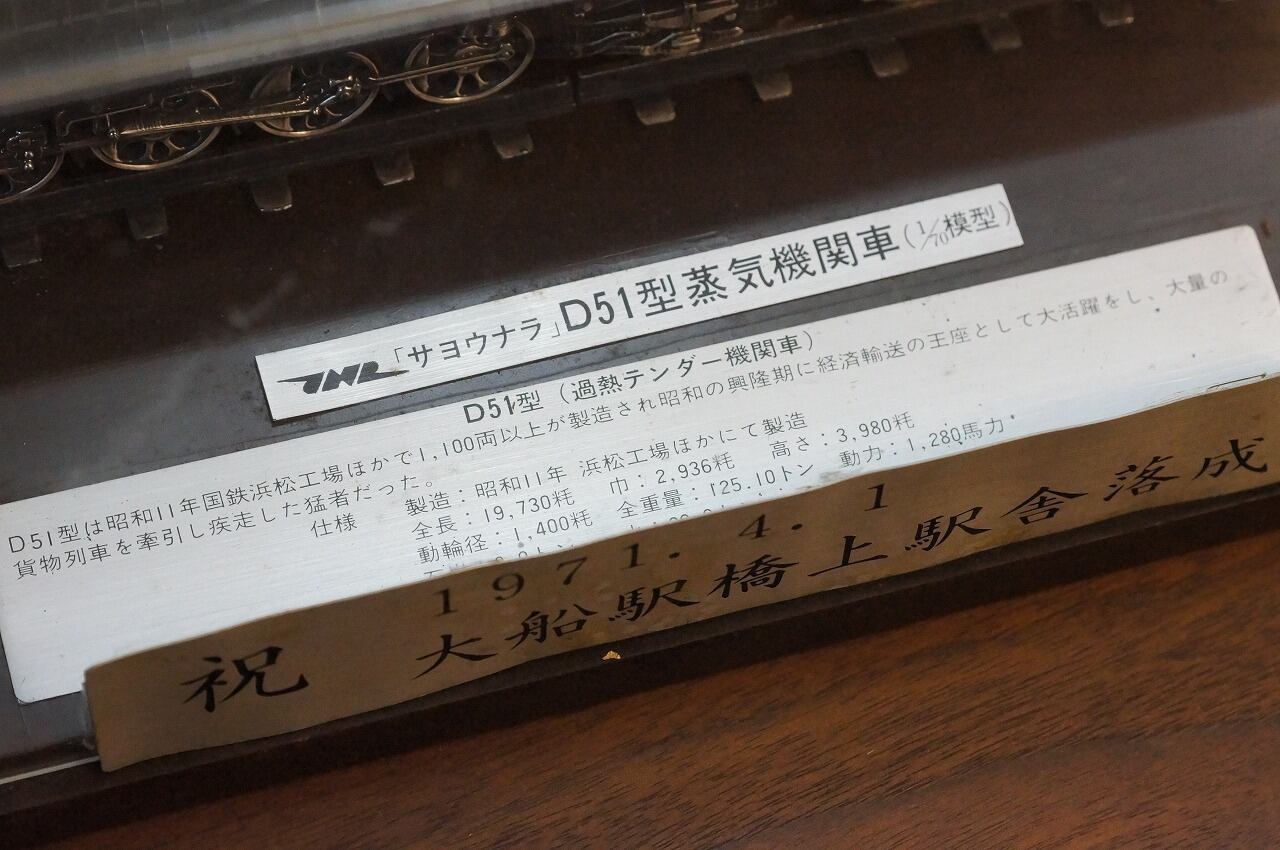 JNR「サヨウナラ」D51型蒸気機関車(1/70模型)
D51型(過熱テンダー機関車)
D51型は昭和11年国鉄浜松工場ほかで1,100両以上が製造され昭和の興隆期に経済輸送の王座として大活躍をし、大量の
貨物列車を牽引し疾走した猛者だった。
仕様 製造:昭和11年 浜松工場ほかにて製造
全長:19,730粍 巾:2,936粍 高さ:3,980粍
動輪径:1,400粍 全重量:125.10トン 動力:1,280馬力
1971.4.1
祝 大船駅橋上駅舎落成